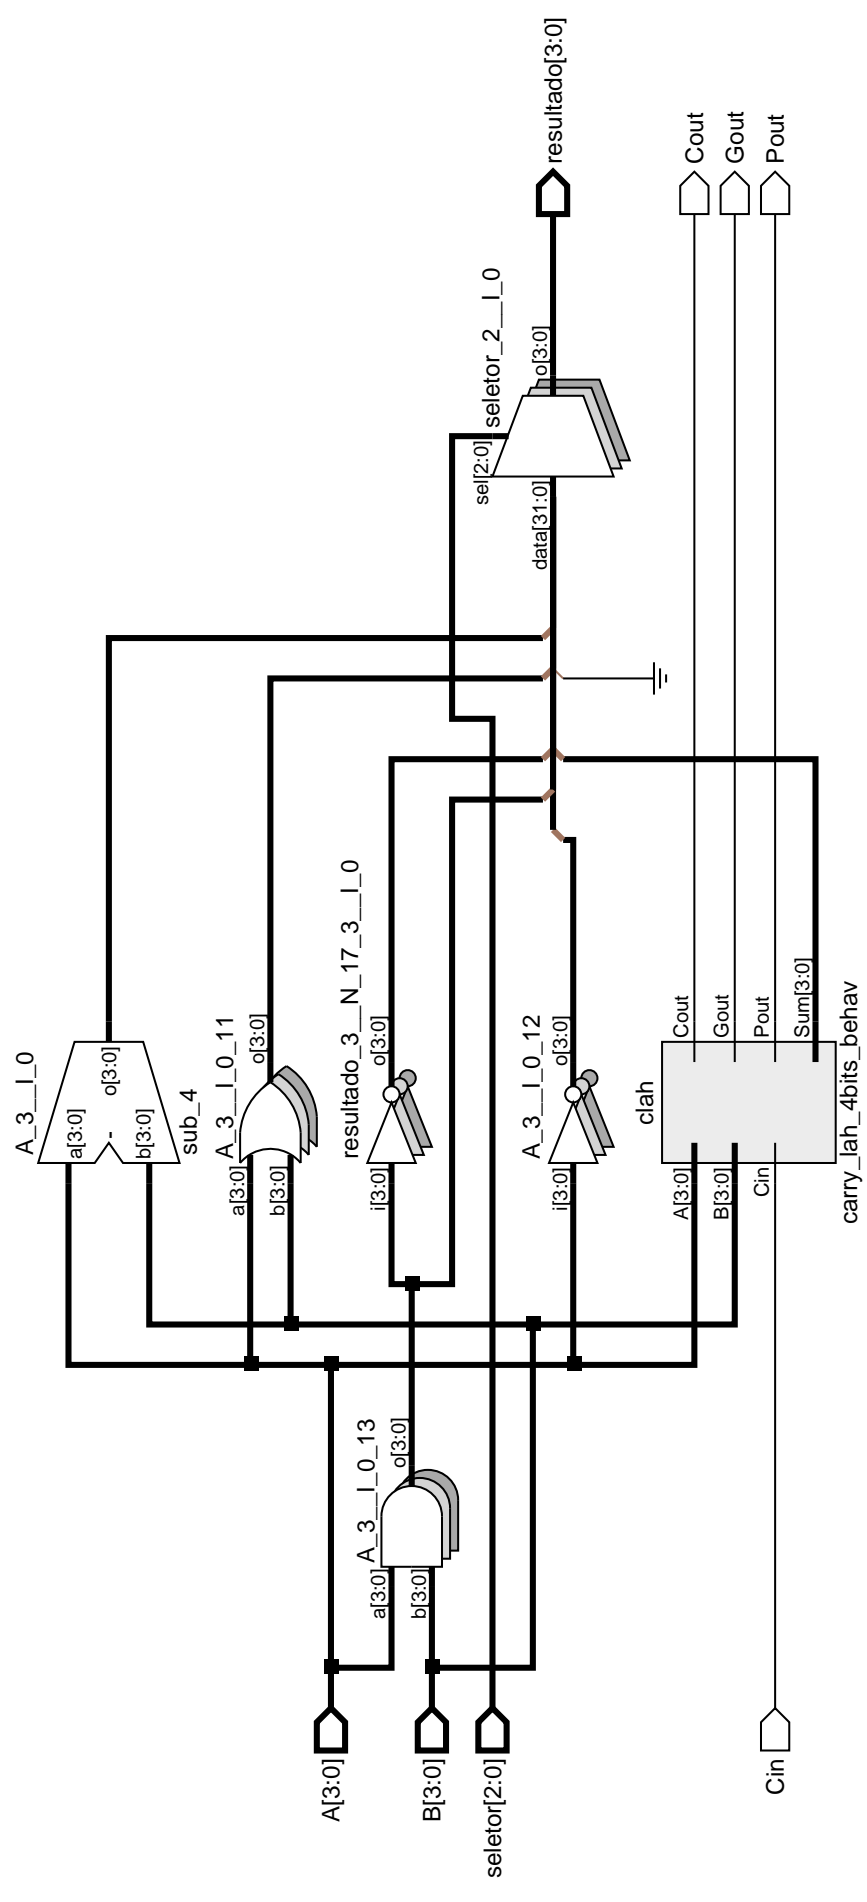 A[3:0]
B[3:0]
seletor[2:0]
Cin
A_3__I_0_13
a[3:0]
b[3:0]
o[3:0]
A_3__I_0
a[3:0]
b[3:0]
-
o[3:0]
sub_4
A_3__I_0_11
a[3:0]
b[3:0]
o[3:0]
resultado_3__N_17_3__I_0
i[3:0]
o[3:0]
A_3__I_0_12
i[3:0]
o[3:0]
clah
A[3:0]
B[3:0]
Cin
Cout
Gout
Pout
Sum[3:0]
carry_lah_4bits_behav
seletor_2__I_0
sel[2:0]
data[31:0]
o[3:0]
resultado[3:0]
Cout
Gout
Pout